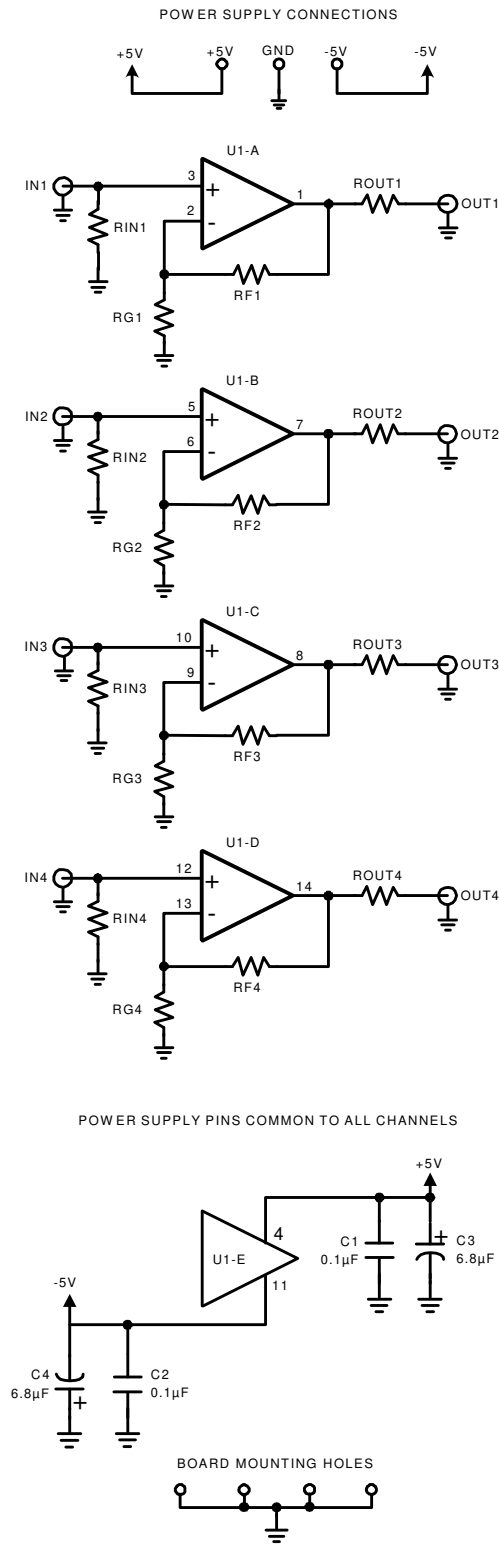 POWER SUPPLY CONNECTIONS
+5V +5V GND -5V -5V
U1-A
IN1 3 + 1 ROUT1 OUT1
RIN1 2 -
RF1
RG1
U1-B
IN2 5 + 7 ROUT2 OUT2
RIN2 6 -
RF2
RG2
U1-C
IN3 10 + 8 ROUT3 OUT3
RIN3 9 -
RF3
RG3
U1-D
IN4 12 + 14 ROUT4 OUT4
RIN4 13 -
RF4
RG4
POWER SUPPLY PINS COMMON TO ALL CHANNELS
+5V
4
U1-E
11
C1
0.1µF
+ C3
6.8µF
-5V
C4
6.8µF +
C2
0.1µF
BOARD MOUNTING HOLES